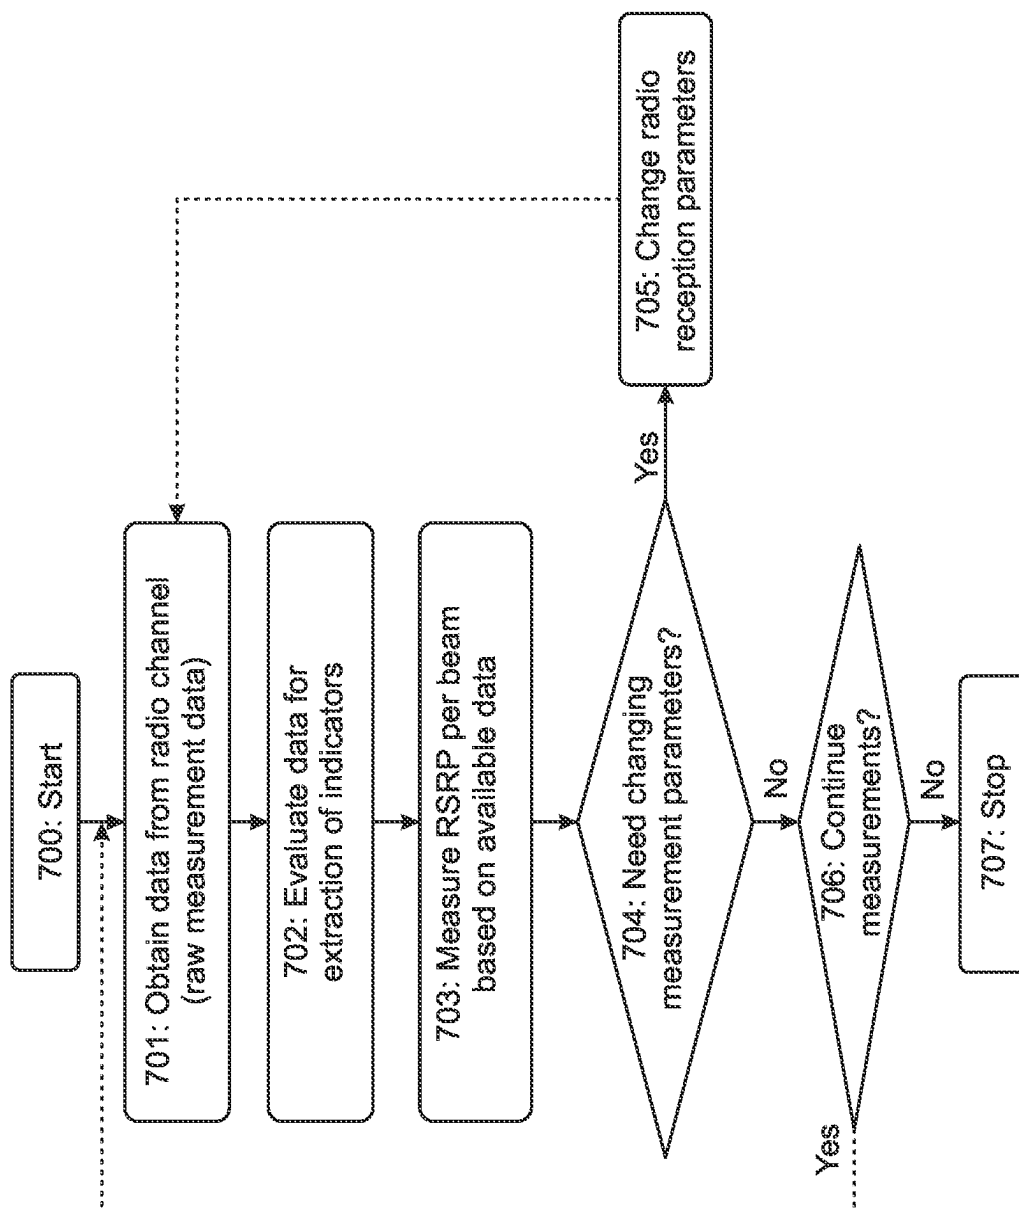 700: Start
701: Obtain data from radio channel
(raw measurement data)
702: Evaluate data for
extraction of indicators
703: Measure RSRP per beam
based on available data
704: Need changing
measurement parameters?
Yes
705: Change radio
reception parameters
No
706: Continue
measurements?
Yes
No
707: Stop